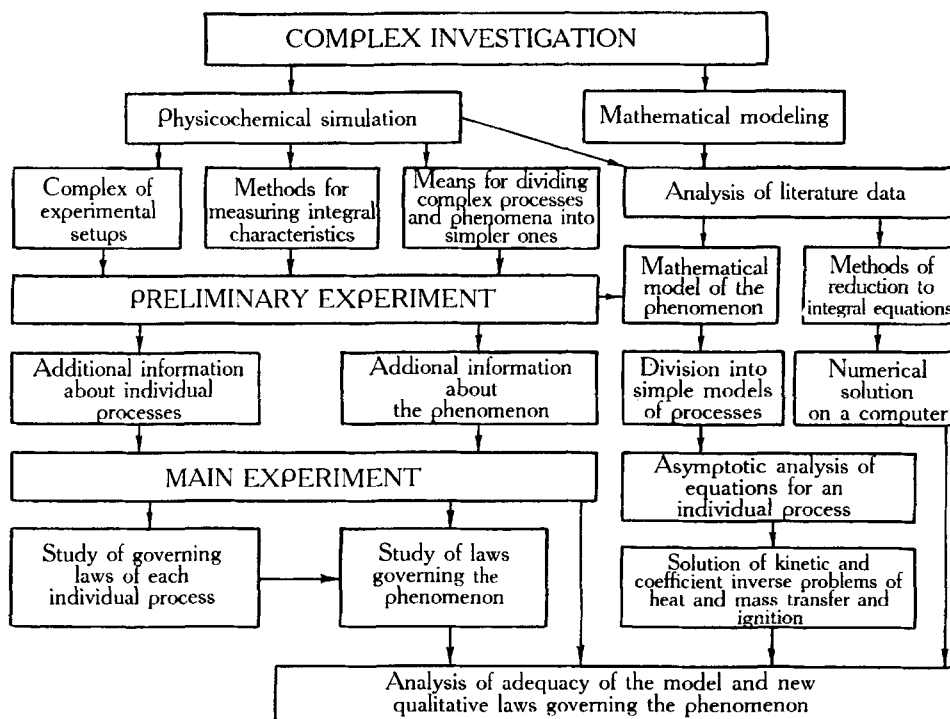 COMPLEX INVESTIGATION
Physicochemical simulation
Mathematical modeling
Complex of
experimental
setups
Methods for
measuring integral
characteristics
Means for dividing
complex processes
and phenomena into
simpler ones
Analysis of literature data
PRELIMINARY EXPERIMENT
Mathematical
model of the
phenomenon
Methods of
reduction to
integral equations
Additional information
about individual
processes
Addional information
about
the phenomenon
Division into
simple models
of processes
Numerical
solution
on a computer
MAIN EXPERIMENT
Asymptotic analysis of
equations for an
individual process
Study of governing
laws of each
individual process
Study of laws
governing the
phenomenon
Solution of kinetic and
coefficient inverse problems of
heat and mass transfer and
ignition
Analysis of adequacy of the model and new
qualitative laws governing the phenomenon